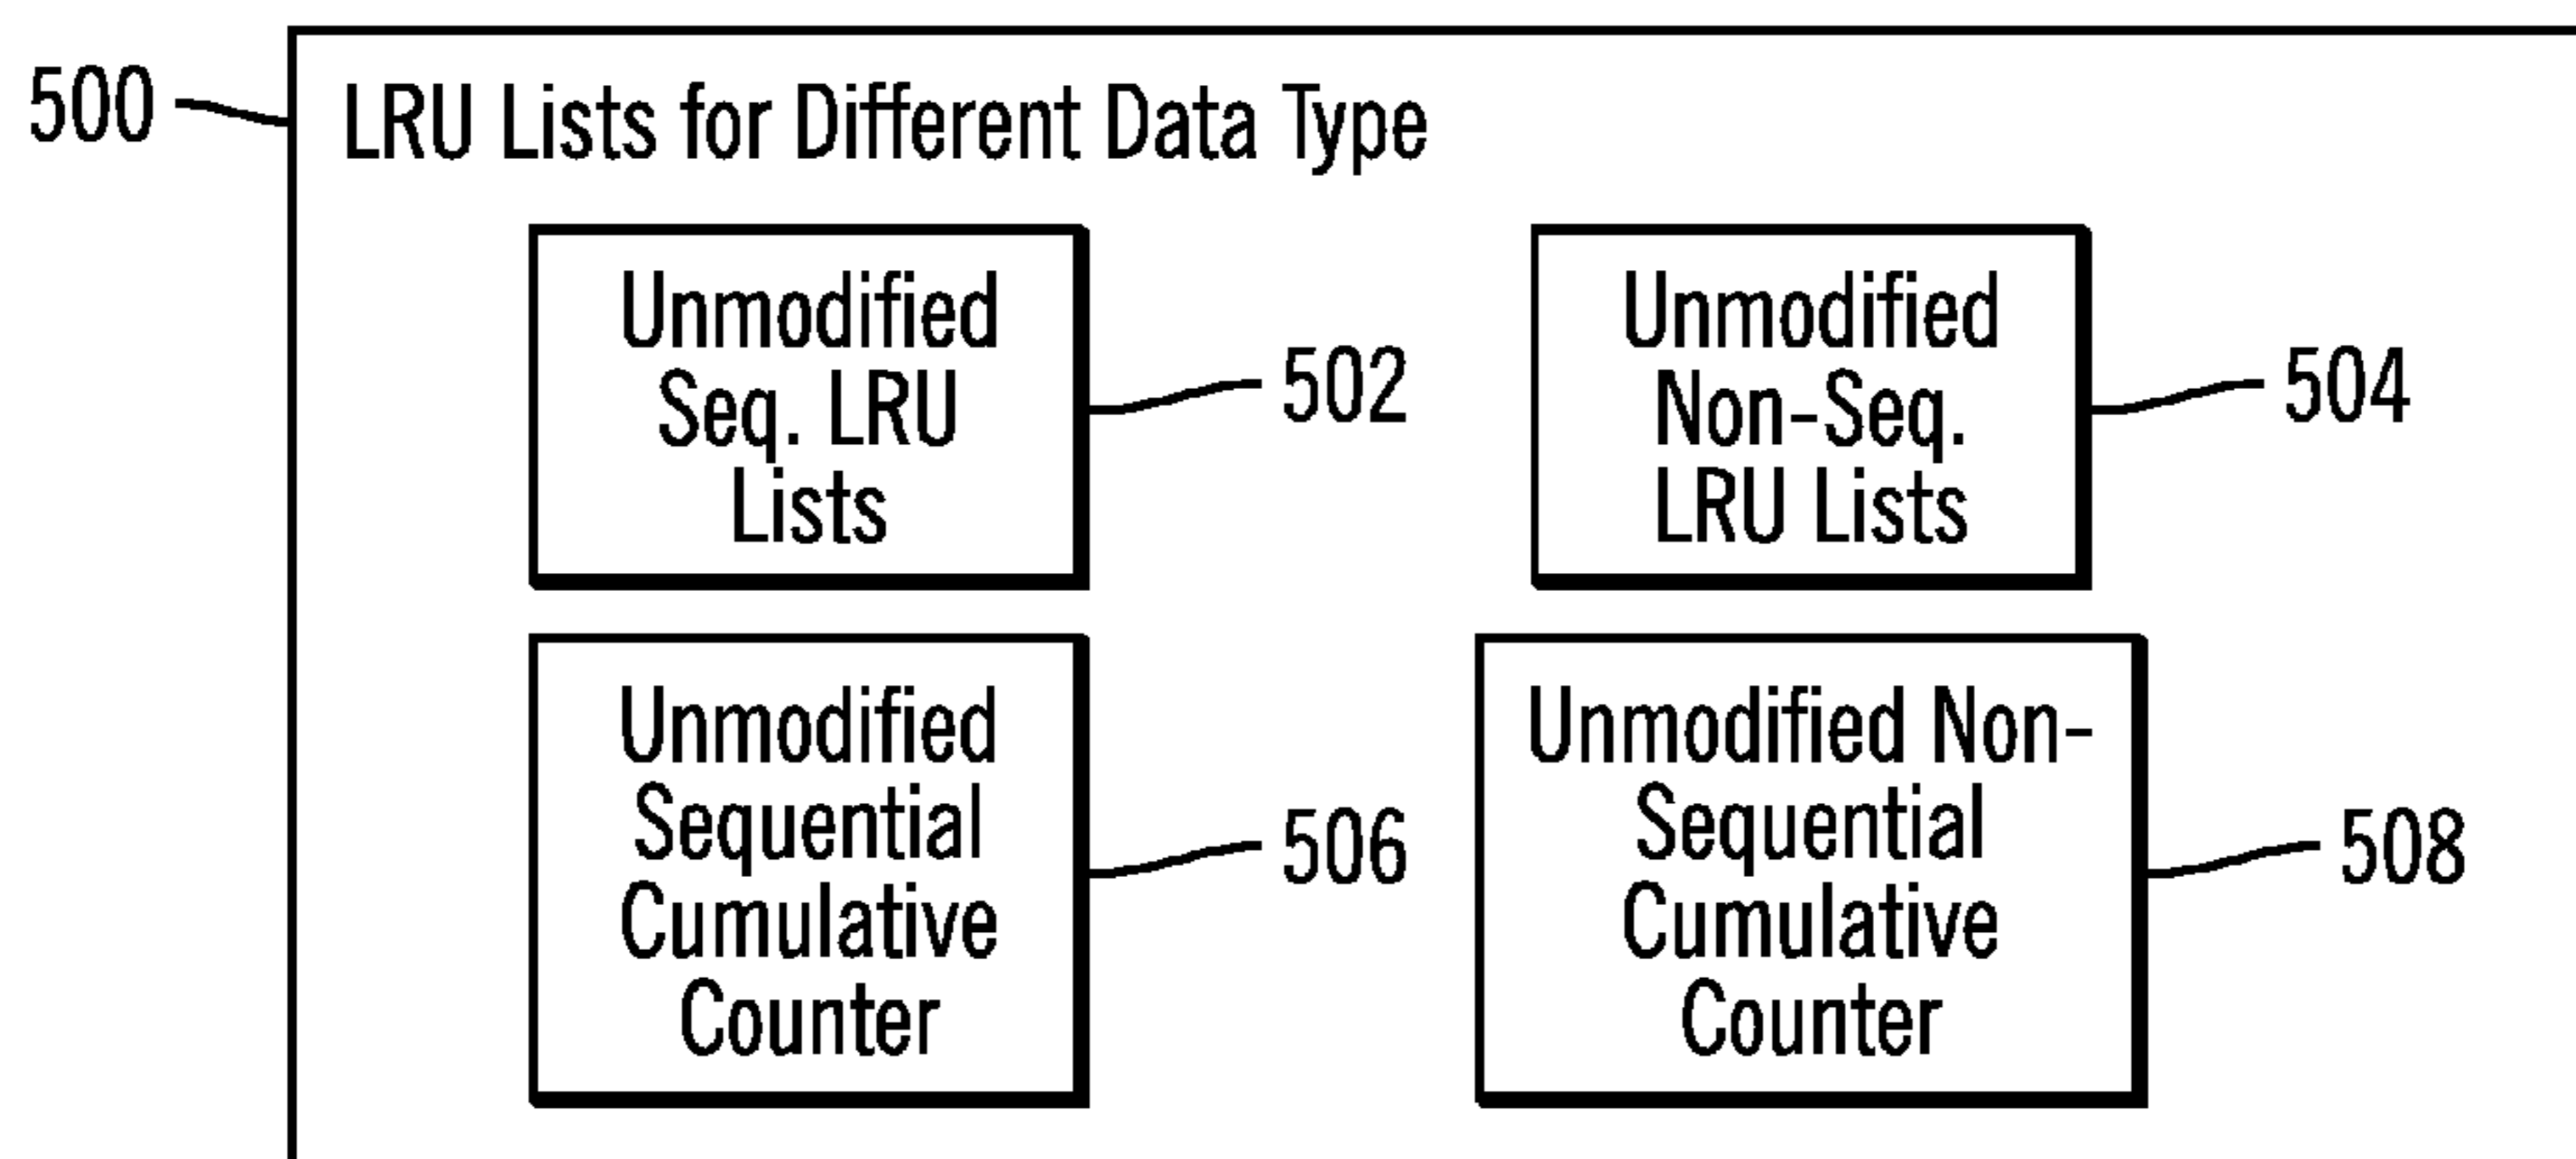 500
LRU Lists for Different Data Type
Unmodified
Seq. LRU
Lists
502
Unmodified
Non-Seq.
LRU Lists
504
Unmodified
Sequential
Cumulative
Counter
506
Unmodified Non-
Sequential
Cumulative
Counter
508